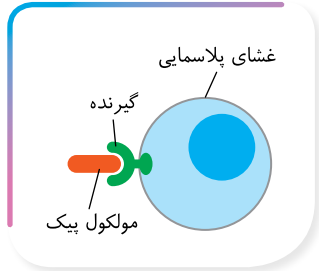 غشای پلاسمایی
گیرنده
مولکول پیک